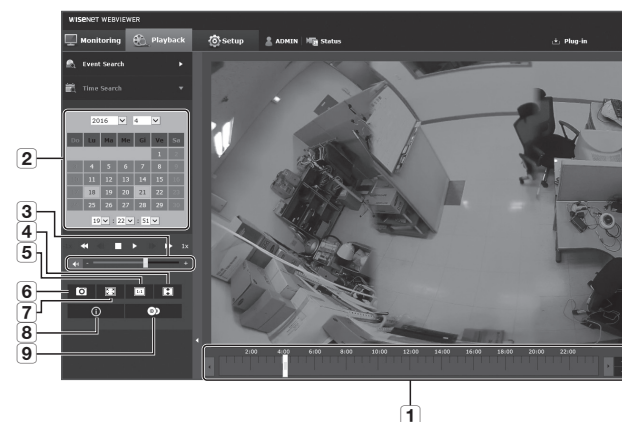 WISENET WEBVIEWER
Monitoring Playback Setup ADMIN Status Plug-in
Event Search
Time Search
2016 4
Do Lu Ma Me Gi Ve Sa
1
4 5 6 7 8
11 12 13 14 15
18 19 20 21 22
25 26 27 28 29
19 : 22 : 51
1x
- +
1:1
2:00 4:00 6:00 8:00 10:00 12:00 14:00 16:00 18:00 20:00 22:00
2
3
4
5
6
7
8
9
1